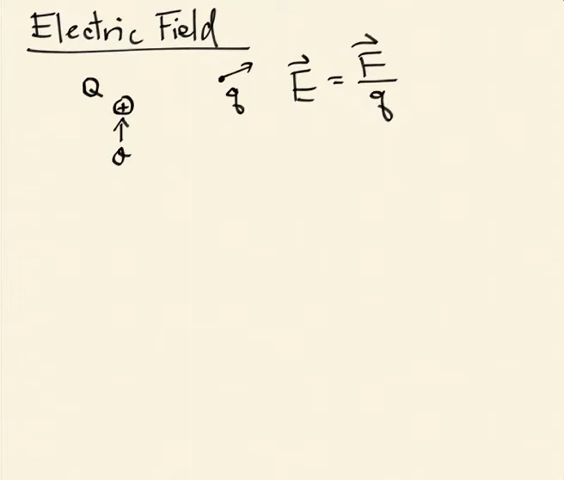 Electric Field
Q
⊕
↑
σ
q
E⃗ = F⃗/q